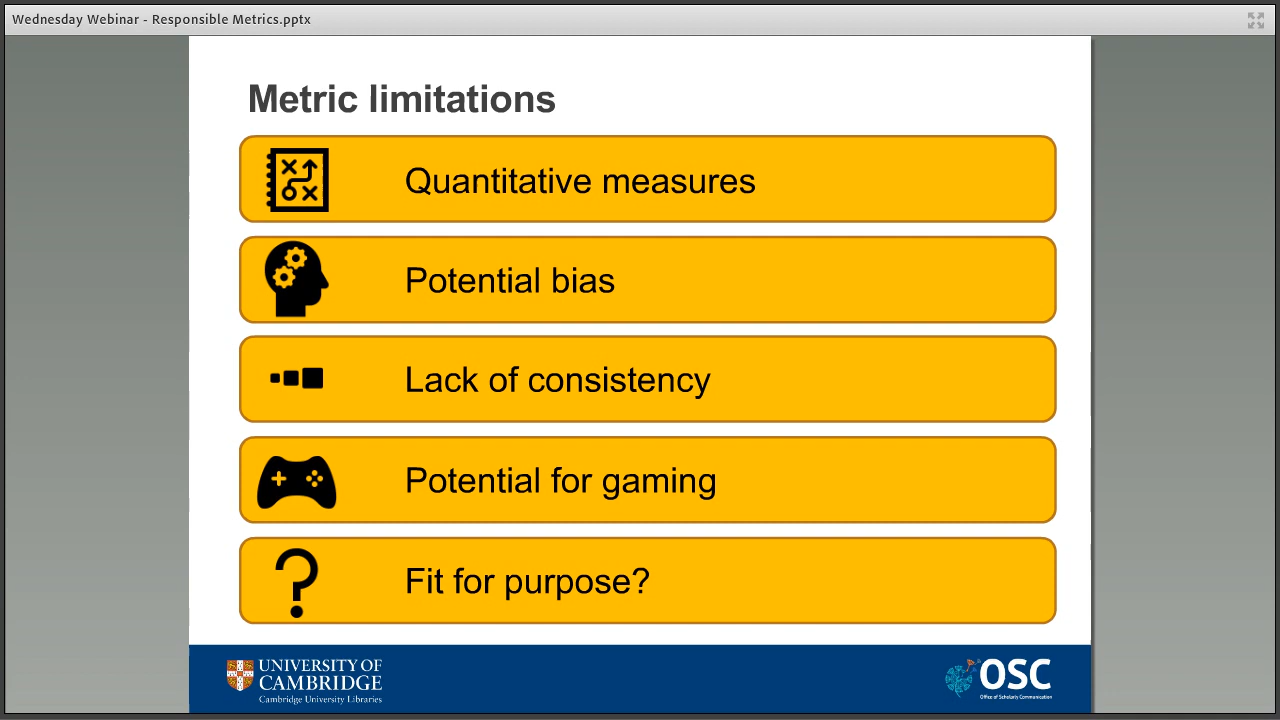 Wednesday Webinar - Responsible Metrics.pptx
Metric limitations
Quantitative measures
Potential bias
Lack of consistency
Potential for gaming
Fit for purpose?
UNIVERSITY OF
CAMBRIDGE
Cambridge University Libraries
OSC
Office of Scholarly Communication